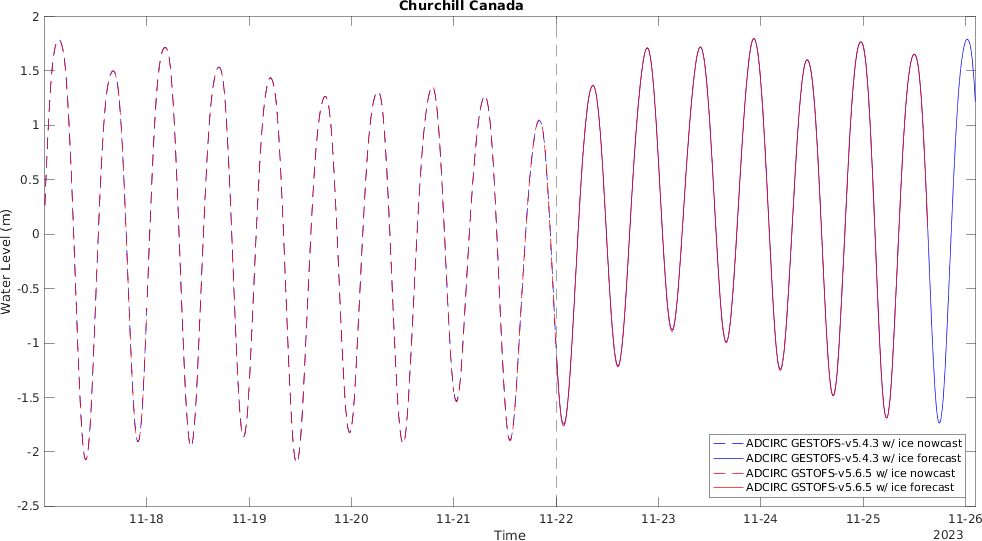 Churchill Canada
2
1.5
1
0.5
0
-0.5
-1
-1.5
-2
-2.5
Water Level (m)
11-18
11-19
11-20
11-21
11-22
11-23
11-24
11-25
11-26
Time
2023
ADCIRC GESTOFS-v5.4.3 w/ ice nowcast
ADCIRC GESTOFS-v5.4.3 w/ ice forecast
ADCIRC GSTOFS-v5.6.5 w/ ice nowcast
ADCIRC GSTOFS-v5.6.5 w/ ice forecast